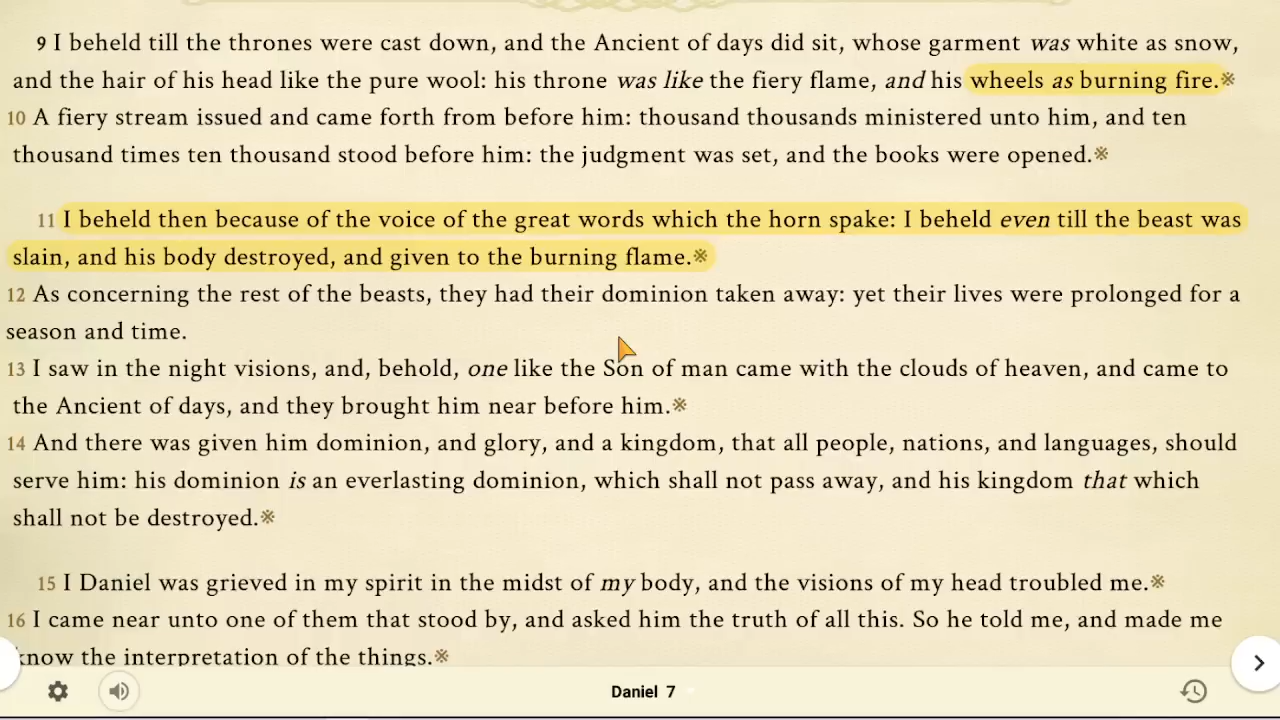 9 I beheld till the thrones were cast down, and the Ancient of days did sit, whose garment was white as snow,
and the hair of his head like the pure wool: his throne was like the fiery flame, and his wheels as burning fire.※
10 A fiery stream issued and came forth from before him: thousand thousands ministered unto him, and ten
thousand times ten thousand stood before him: the judgment was set, and the books were opened.※
11 I beheld then because of the voice of the great words which the horn spake: I beheld even till the beast was
slain, and his body destroyed, and given to the burning flame.※
12 As concerning the rest of the beasts, they had their dominion taken away: yet their lives were prolonged for a
season and time.
13 I saw in the night visions, and, behold, one like the Son of man came with the clouds of heaven, and came to
the Ancient of days, and they brought him near before him.※
14 And there was given him dominion, and glory, and a kingdom, that all people, nations, and languages, should
serve him: his dominion is an everlasting dominion, which shall not pass away, and his kingdom that which
shall not be destroyed.※
15 I Daniel was grieved in my spirit in the midst of my body, and the visions of my head troubled me.※
16 I came near unto one of them that stood by, and asked him the truth of all this. So he told me, and made me
know the interpretation of the things.※
Daniel 7